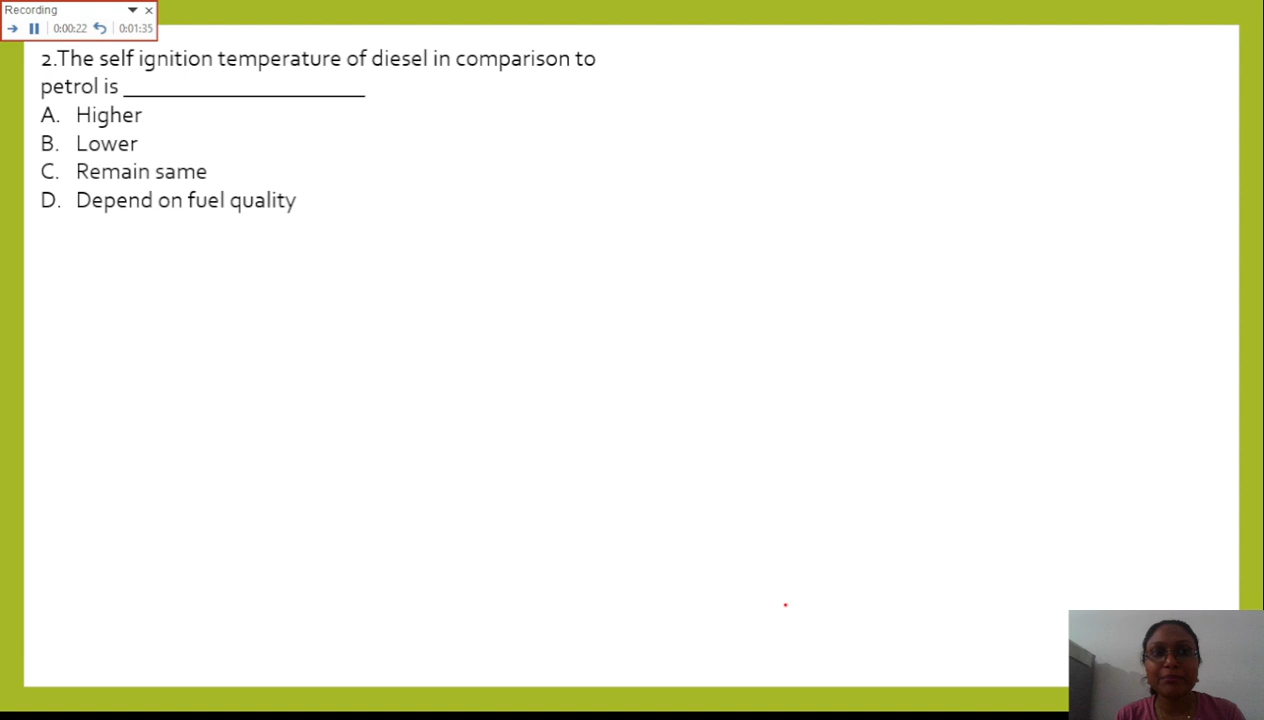 Recording
0:00:22 0:01:35
2.The self ignition temperature of diesel in comparison to
petrol is ______________________
A. Higher
B. Lower
C. Remain same
D. Depend on fuel quality